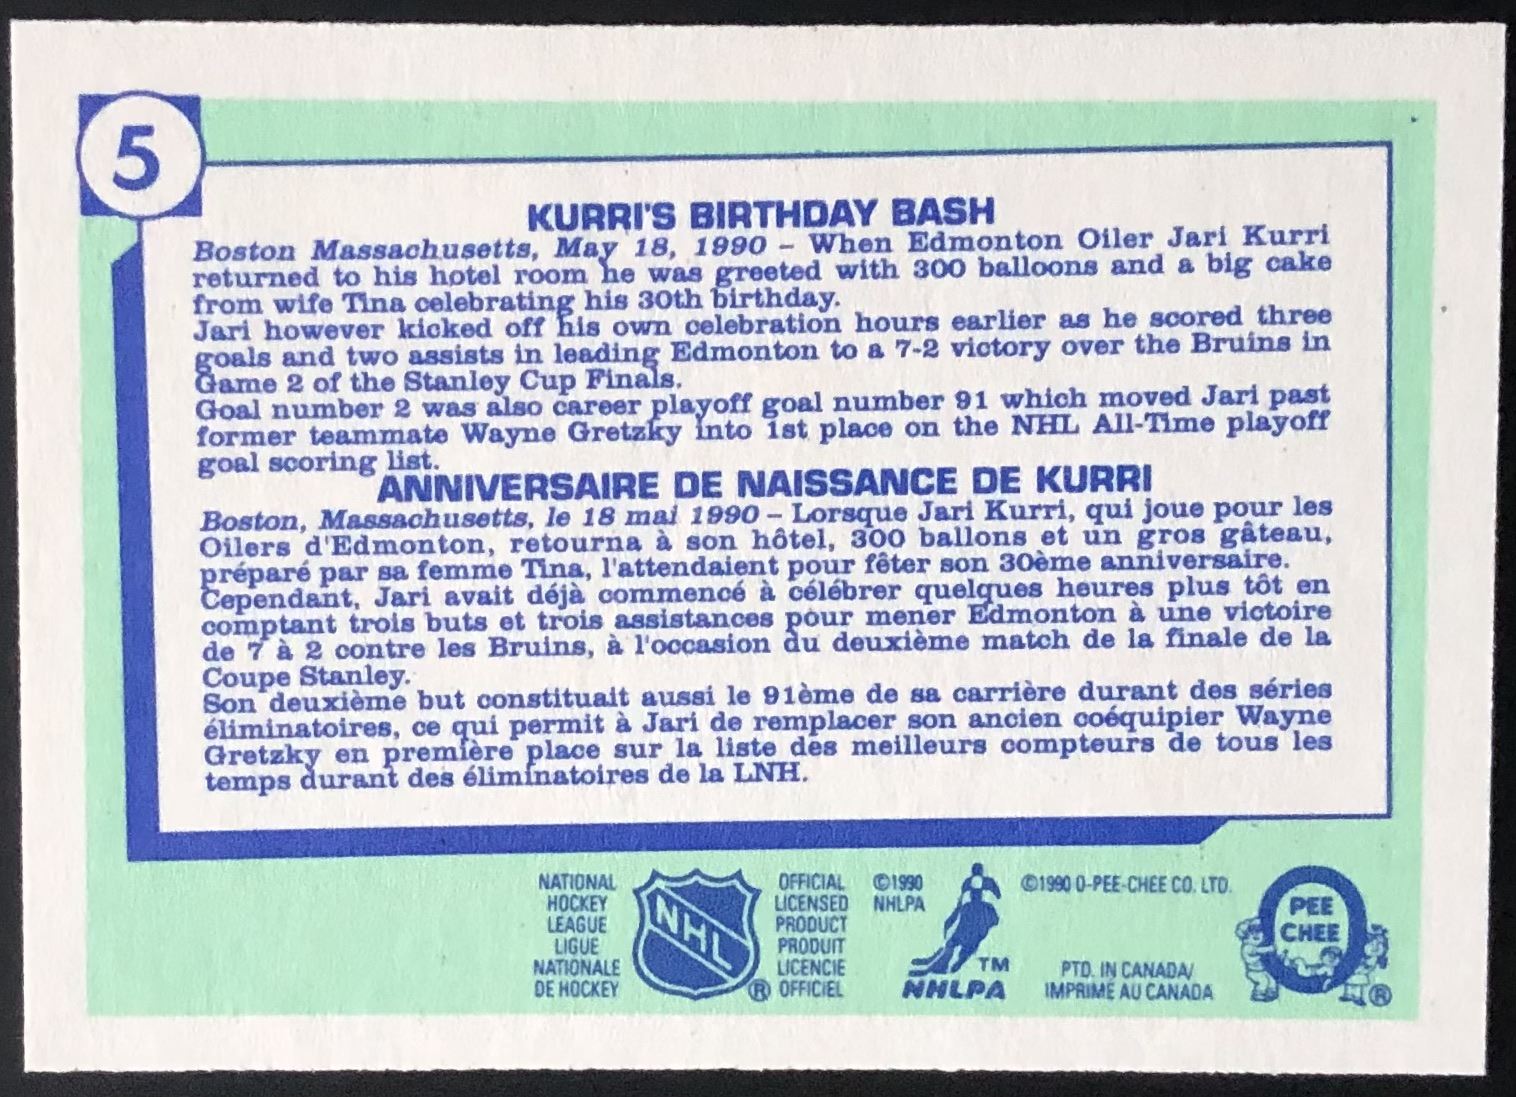 5
KURRI'S BIRTHDAY BASH
Boston Massachusetts, May 18, 1990 – When Edmonton Oiler Jari Kurri
returned to his hotel room he was greeted with 300 balloons and a big cake
from wife Tina celebrating his 30th birthday.
Jari however kicked off his own celebration hours earlier as he scored three
goals and two assists in leading Edmonton to a 7-2 victory over the Bruins in
Game 2 of the Stanley Cup Finals.
Goal number 2 was also career playoff goal number 91 which moved Jari past
former teammate Wayne Gretzky into 1st place on the NHL All-Time playoff
goal scoring list.
ANNIVERSAIRE DE NAISSANCE DE KURRI
Boston, Massachusetts, le 18 mai 1990 – Lorsque Jari Kurri, qui joue pour les
Oilers d'Edmonton, retourna à son hôtel, 300 ballons et un gros gâteau,
préparé par sa femme Tina, l'attendaient pour fêter son 30ème anniversaire.
Cependant, Jari avait déjà commencé à célébrer quelques heures plus tôt en
comptant trois buts et trois assistances pour mener Edmonton à une victoire
de 7 à 2 contre les Bruins, à l'occasion du deuxième match de la finale de la
Coupe Stanley.
Son deuxième but constituait aussi le 91ème de sa carrière durant des séries
éliminatoires, ce qui permit à Jari de remplacer son ancien coéquipier Wayne
Gretzky en première place sur la liste des meilleurs compteurs de tous les
temps durant des éliminatoires de la LNH.
NATIONAL
HOCKEY
LEAGUE
LIGUE
NATIONALE
DE HOCKEY
NHL
®
OFFICIAL
LICENSED
PRODUCT
PRODUIT
LICENCIE
OFFICIEL
©1990
NHLPA
TM
NHLPA
©1990 O-PEE-CHEE CO. LTD.
PTD. IN CANADA/
IMPRIMÉ AU CANADA
PEE
CHEE
®